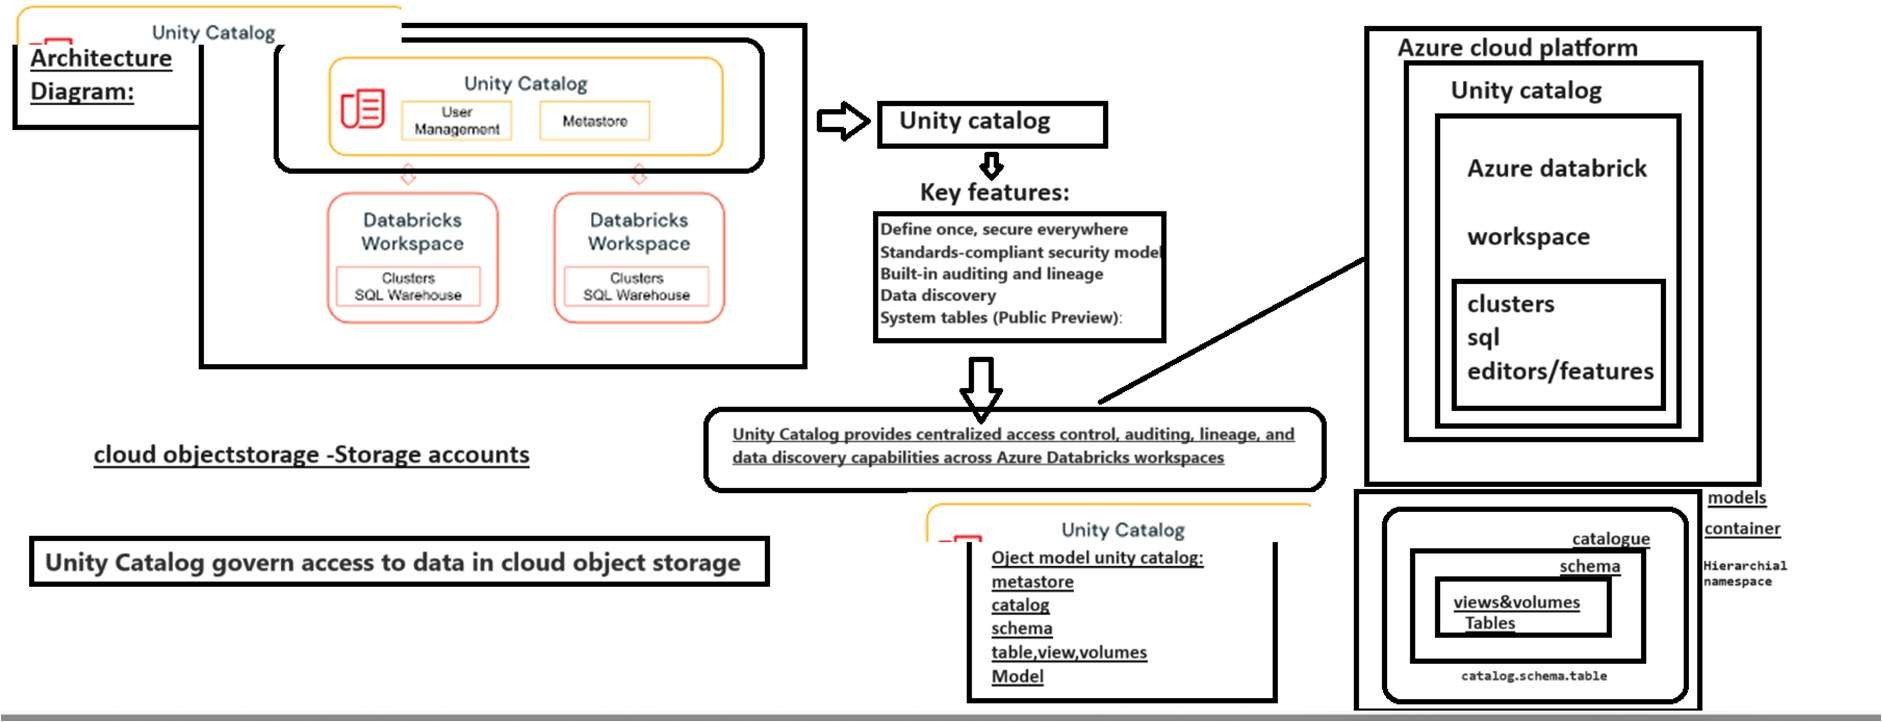 Unity Catalog
Architecture
Diagram:
Unity Catalog
User
Management
Metastore
Databricks
Workspace
Clusters
SQL Warehouse
Databricks
Workspace
Clusters
SQL Warehouse
Unity catalog
Key features:
Define once, secure everywhere
Standards-compliant security model
Built-in auditing and lineage
Data discovery
System tables (Public Preview):
Unity Catalog provides centralized access control, auditing, lineage, and
data discovery capabilities across Azure Databricks workspaces
Azure cloud platform
Unity catalog
Azure databrick
workspace
clusters
sql
editors/features
cloud objectstorage -Storage accounts
Unity Catalog govern access to data in cloud object storage
Unity Catalog
Oject model unity catalog:
metastore
catalog
schema
table,view,volumes
Model
models
container
Hierarchial
namespace
catalogue
schema
views&volumes
Tables
catalog.schema.table